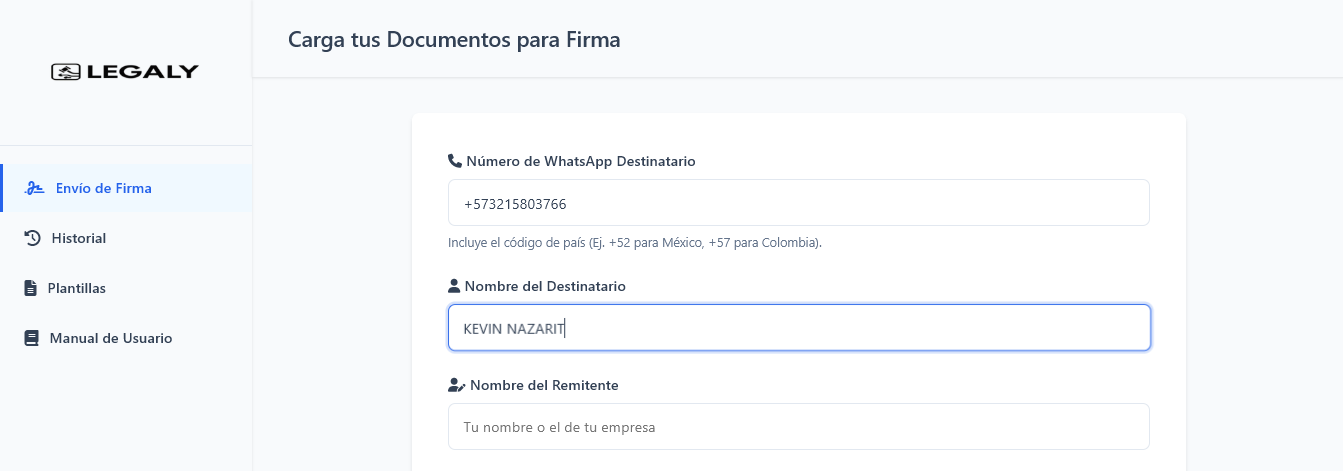 Carga tus Documentos para Firma
LEGALY
Envío de Firma
Historial
Plantillas
Manual de Usuario
Número de WhatsApp Destinatario
+573215803766
Incluye el código de país (Ej. +52 para México, +57 para Colombia).
Nombre del Destinatario
KEVIN NAZARIT
Nombre del Remitente
Tu nombre o el de tu empresa